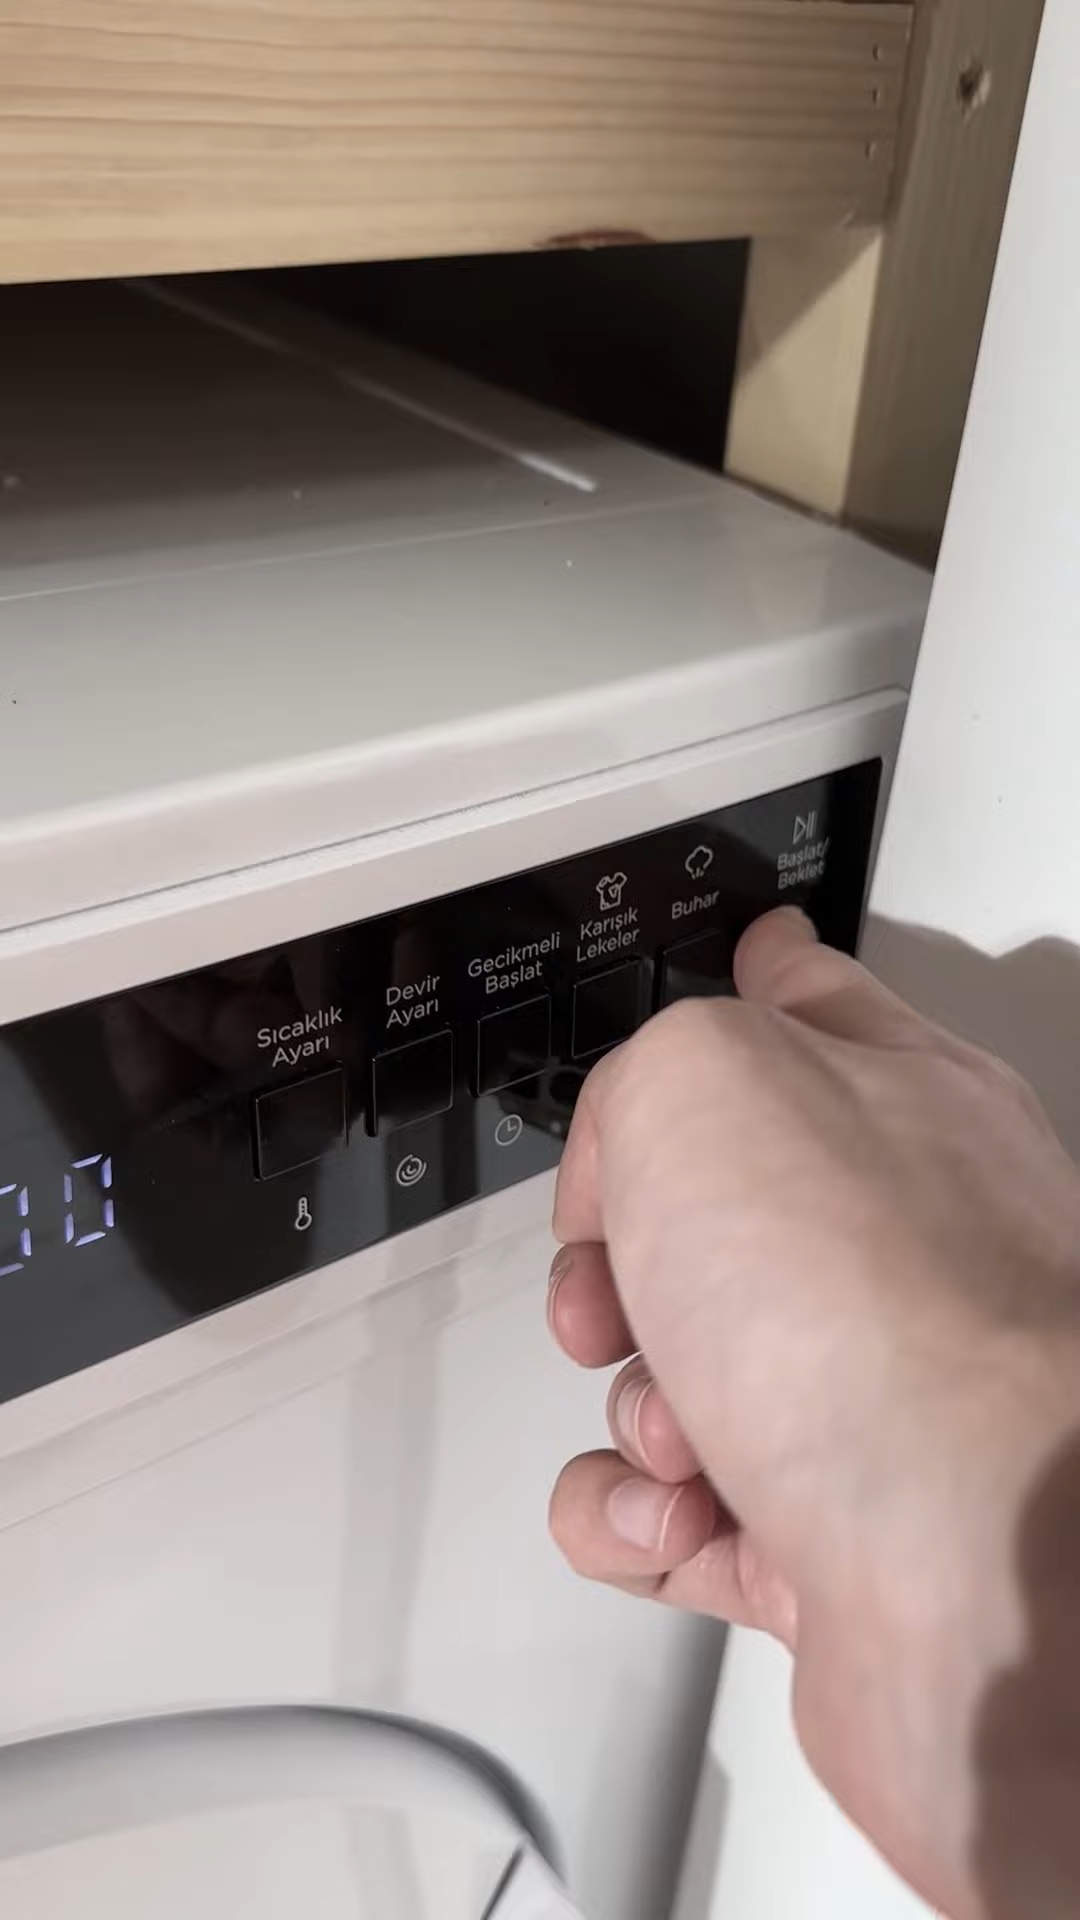 Sıcaklık
Ayarı
Devir
Ayarı
Gecikmeli
Başlat
Karışık
Lekeler
Buhar
Başlat/
Beklet